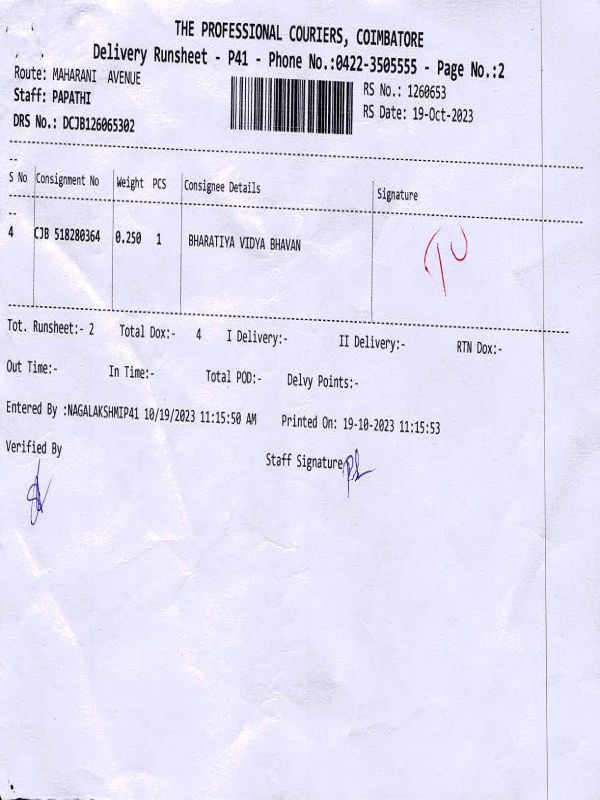 THE PROFESSIONAL COURIERS, COIMBATORE
Delivery Runsheet - P41 - Phone No.:0422-3505555 - Page No.:2
Route: MAHARANI AVENUE
RS No.: 1260653
Staff: PAPATHI
RS Date: 19-Oct-2023
DRS No.: DCJB126065302
--
S No Consignment No Weight PCS Consignee Details Signature
--
4 CJB 518280364 0.250 1 BHARATIYA VIDYA BHAVAN
Tot. Runsheet:- 2 Total Dox:- 4 I Delivery:- II Delivery:- RTN Dox:-
Out Time:- In Time:- Total POD:- Delvy Points:-
Entered By :NAGALAKSHMIP41 10/19/2023 11:15:50 AM Printed On: 19-10-2023 11:15:53
Verified By Staff Signature